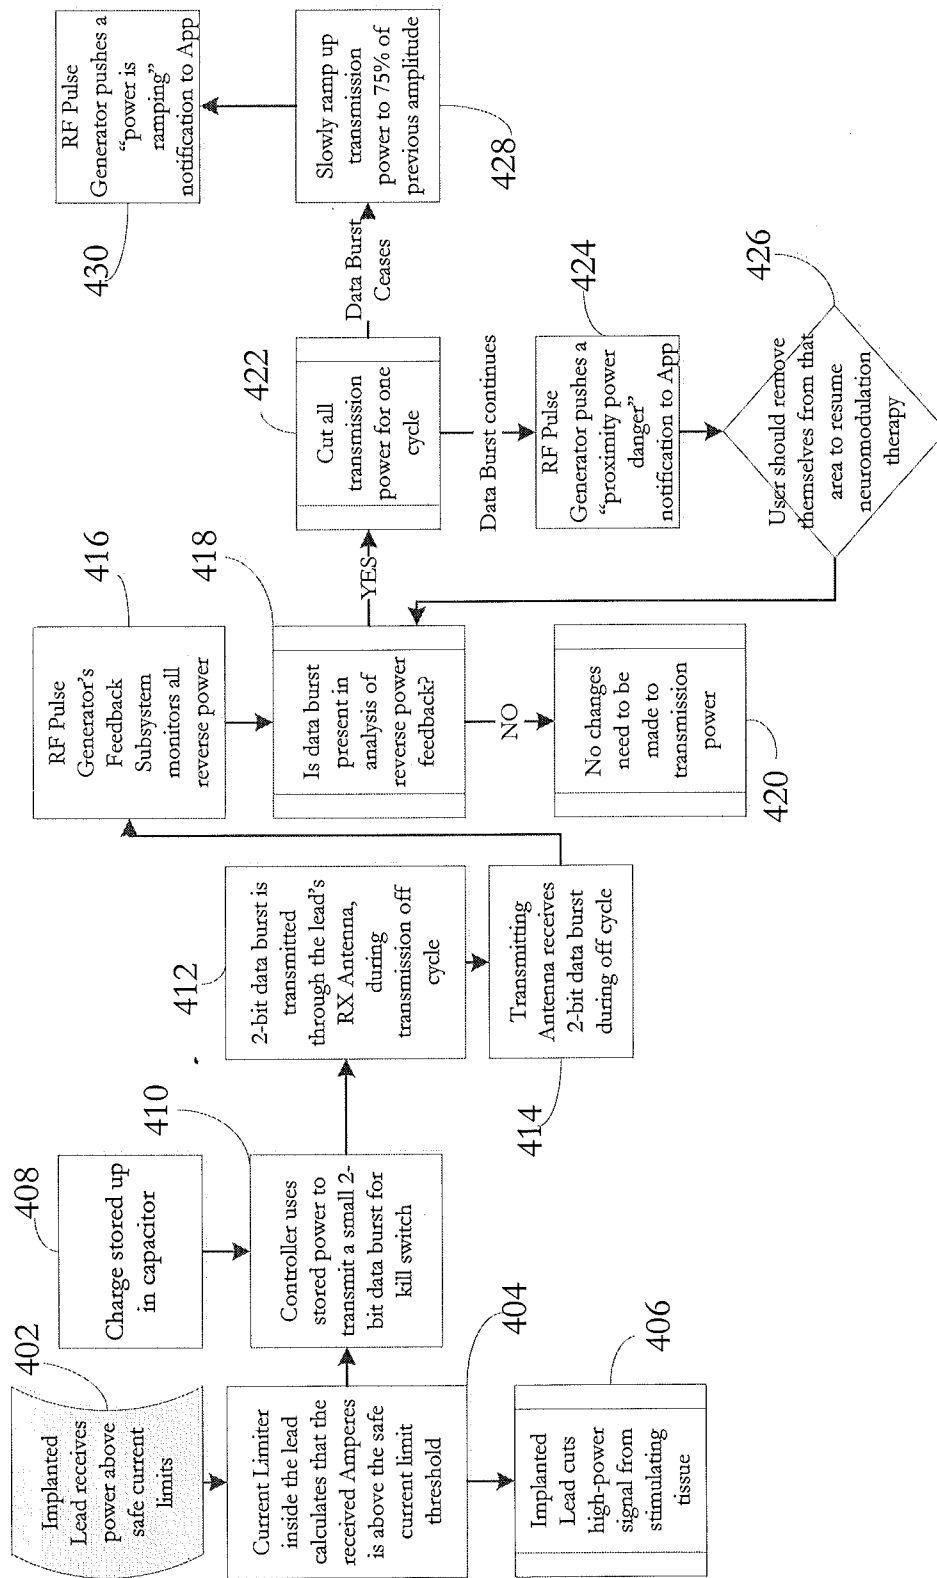 402
Implanted
Lead receives
power above
safe current
limits
Current Limiter
inside the lead
calculates that the
received Amperes
is above the safe
current limit
threshold
404
Implanted
Lead cuts
high-power
signal from
stimulating
tissue
406
408
Charge stored up
in capacitor
410
Controller uses
stored power to
transmit a small 2-
bit data burst for
kill switch
412
2-bit data burst is
transmitted
through the lead's
RX Antenna,
during
transmission off
cycle
Transmitting
Antenna receives
2-bit data burst
during off cycle
414
416
RF Pulse
Generator's
Feedback
Subsystem
monitors all
reverse power
418
Is data burst
present in
analysis of
reverse power
feedback?
YES
NO
No changes
need to be
made to
transmission
power
420
422
Cut all
transmission
power for one
cycle
Data Burst
Ceases
Data Burst continues
424
RF Pulse
Generator pushes a
“proximity power
danger”
notification to App
426
User should remove
themselves from that
area to resume
neuromodulation
therapy
Slowly ramp up
transmission
power to 75% of
previous amplitude
428
RF Pulse
Generator pushes a
“power is
ramping”
notification to App
430